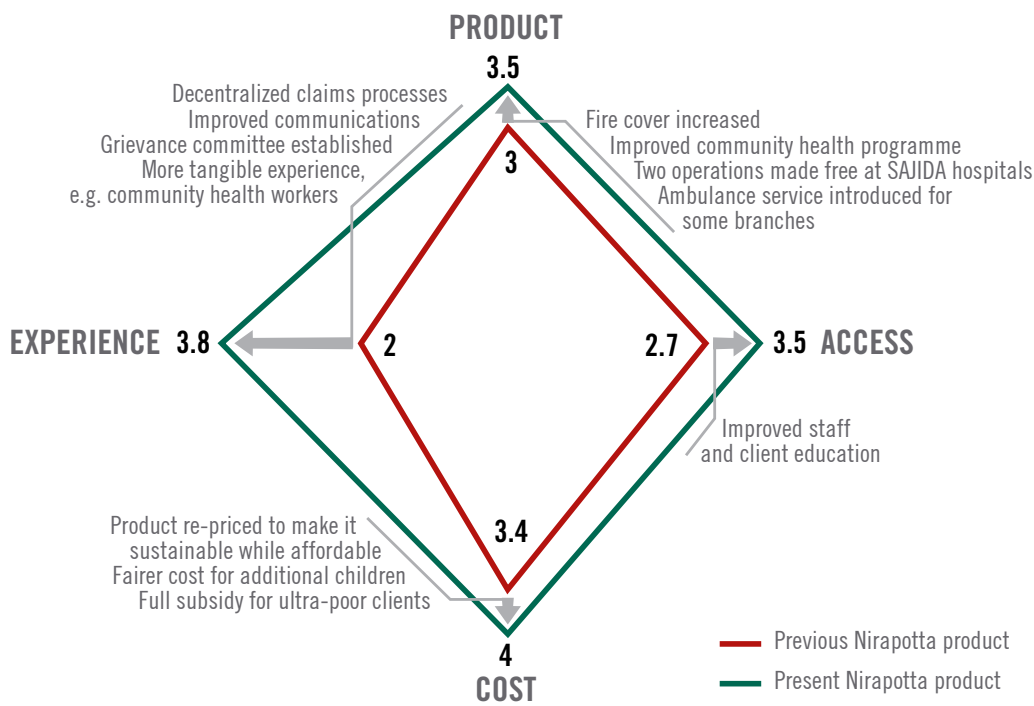 PRODUCT
3.5
Decentralized claims processes
Improved communications
Grievance committee established
More tangible experience,
e.g. community health workers
Fire cover increased
Improved community health programme
Two operations made free at SAJIDA hospitals
Ambulance service introduced for
some branches
3
EXPERIENCE 3.8
2
2.7
3.5 ACCESS
Improved staff
and client education
3.4
Product re-priced to make it
sustainable while affordable
Fairer cost for additional children
Full subsidy for ultra-poor clients
4
COST
Previous Nirapotta product
Present Nirapotta product